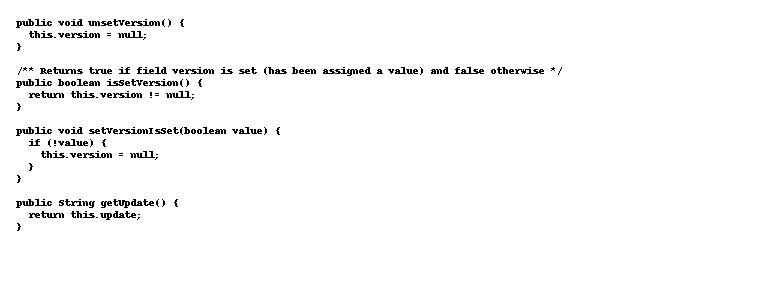 public void unsetVersion() {
  this.version = null;
}

/** Returns true if field version is set (has been assigned a value) and false otherwise */
public boolean isSetVersion() {
  return this.version != null;
}

public void setVersionIsSet(boolean value) {
  if (!value) {
    this.version = null;
  }
}

public String getUpdate() {
  return this.update;
}